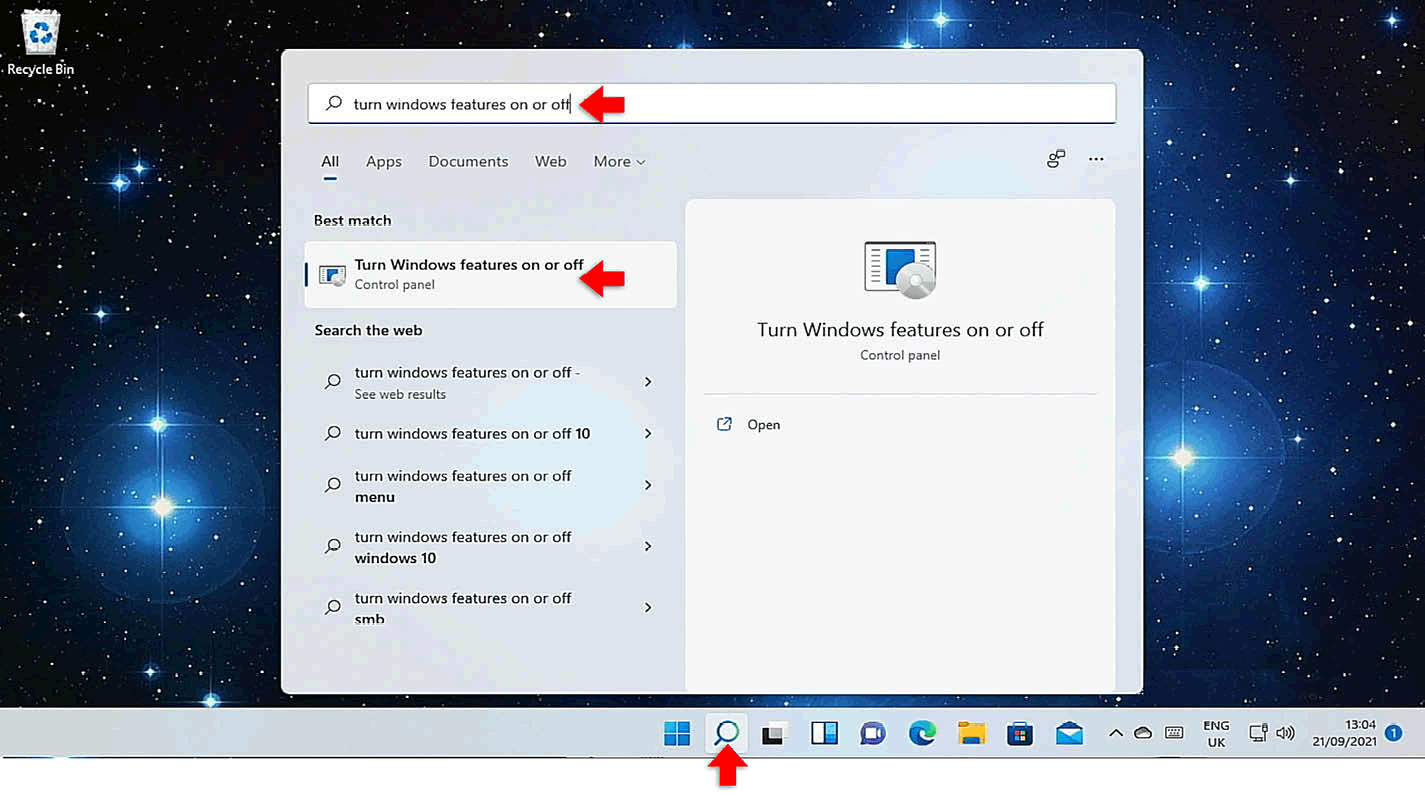 Recycle Bin
turn windows features on or off
All Apps Documents Web More
Best match
Turn Windows features on or off
Control panel
Search the web
turn windows features on or off -
See web results
turn windows features on or off 10
turn windows features on or off
menu
turn windows features on or off
windows 10
turn windows features on or off
smb
Turn Windows features on or off
Control panel
Open
ENG
UK
13:04
21/09/2021
1